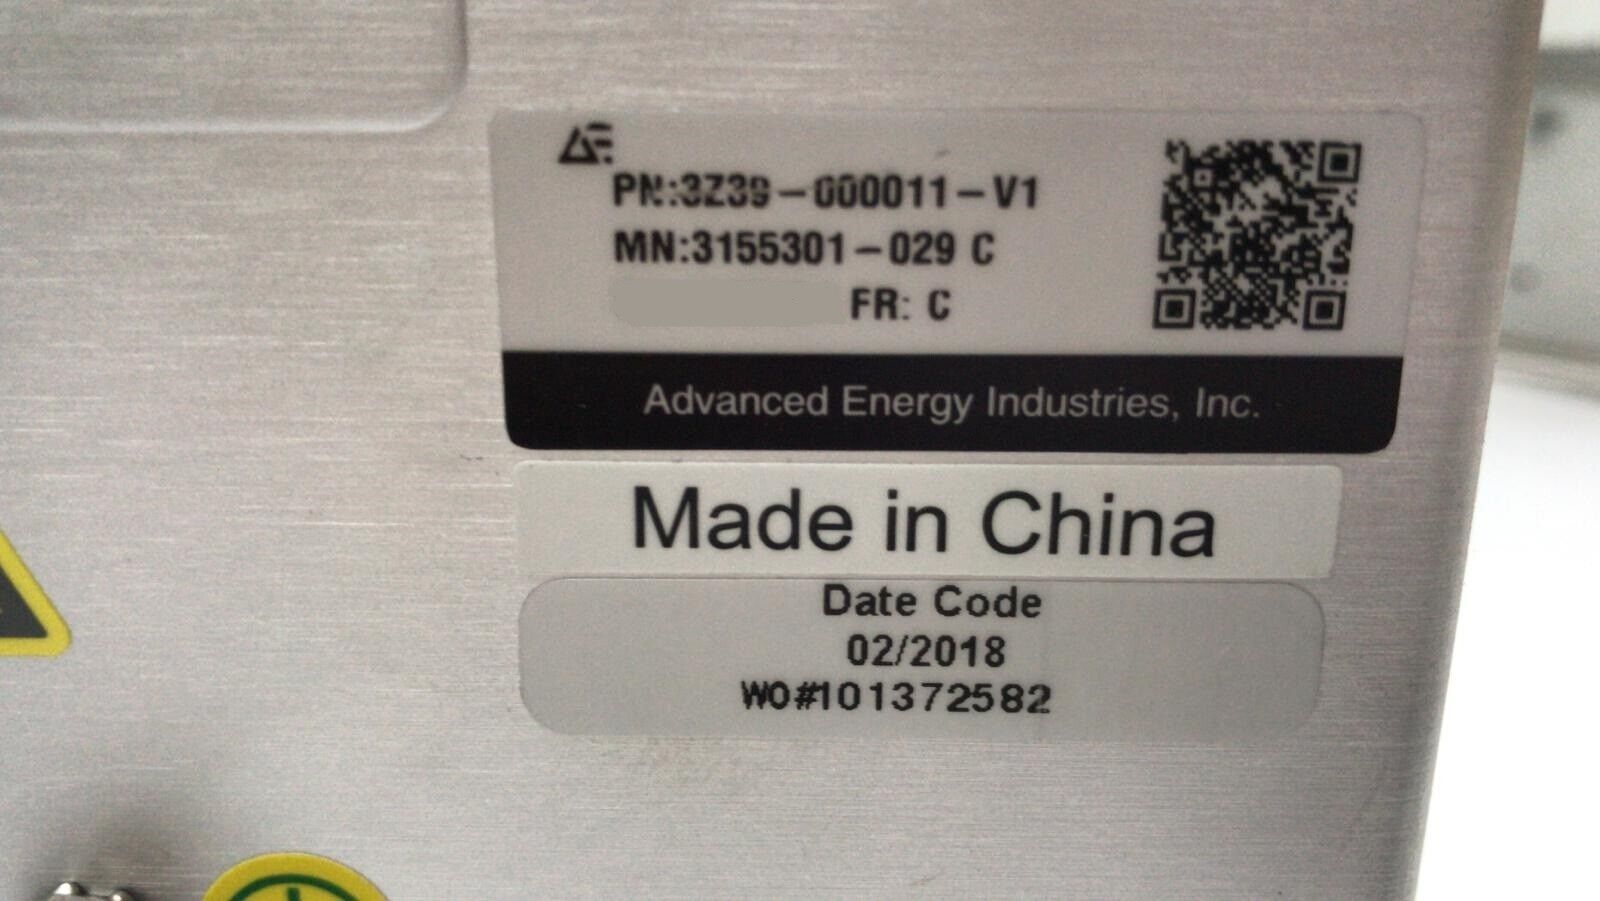 AE
PN:3Z39-000011-V1
MN:3155301-029 C
FR: C
Advanced Energy Industries, Inc.
Made in China
Date Code
02/2018
WO#101372582